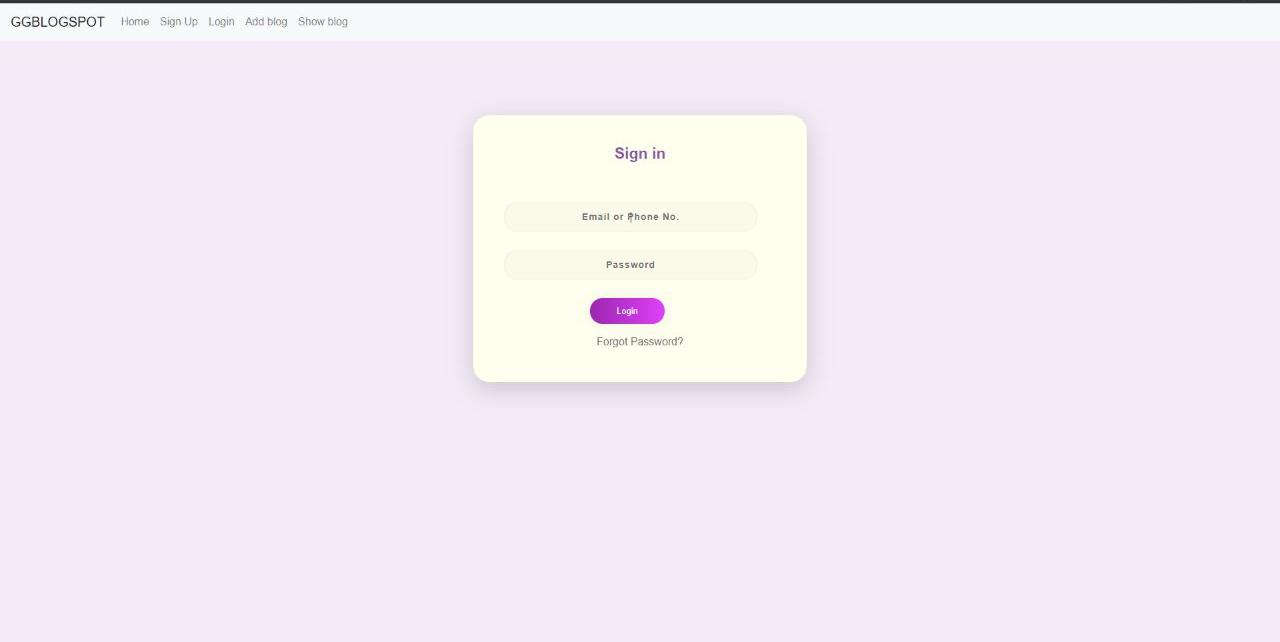 GGBLOGSPOT Home Sign Up Login Add blog Show blog
Sign in
Email or Phone No.
Password
Login
Forgot Password?